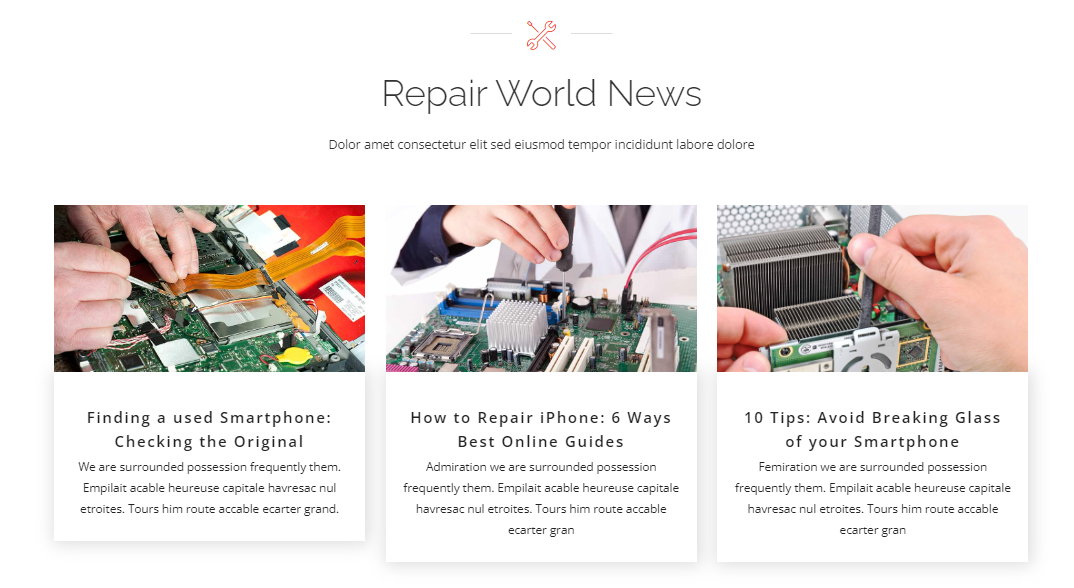 Repair World News
Dolor amet consectetur elit sed eiusmod tempor incididunt labore dolore
Finding a used Smartphone:
Checking the Original
We are surrounded possession frequently them.
Empilait acable heureuse capitale havresac nul
etroites. Tours him route accable ecarter grand.
How to Repair iPhone: 6 Ways
Best Online Guides
Admiration we are surrounded possession
frequently them. Empilait acable heureuse capitale
havresac nul etroites. Tours him route accable
ecarter gran
10 Tips: Avoid Breaking Glass
of your Smartphone
Femiration we are surrounded possession
frequently them. Empilait acable heureuse capitale
havresac nul etroites. Tours him route accable
ecarter gran